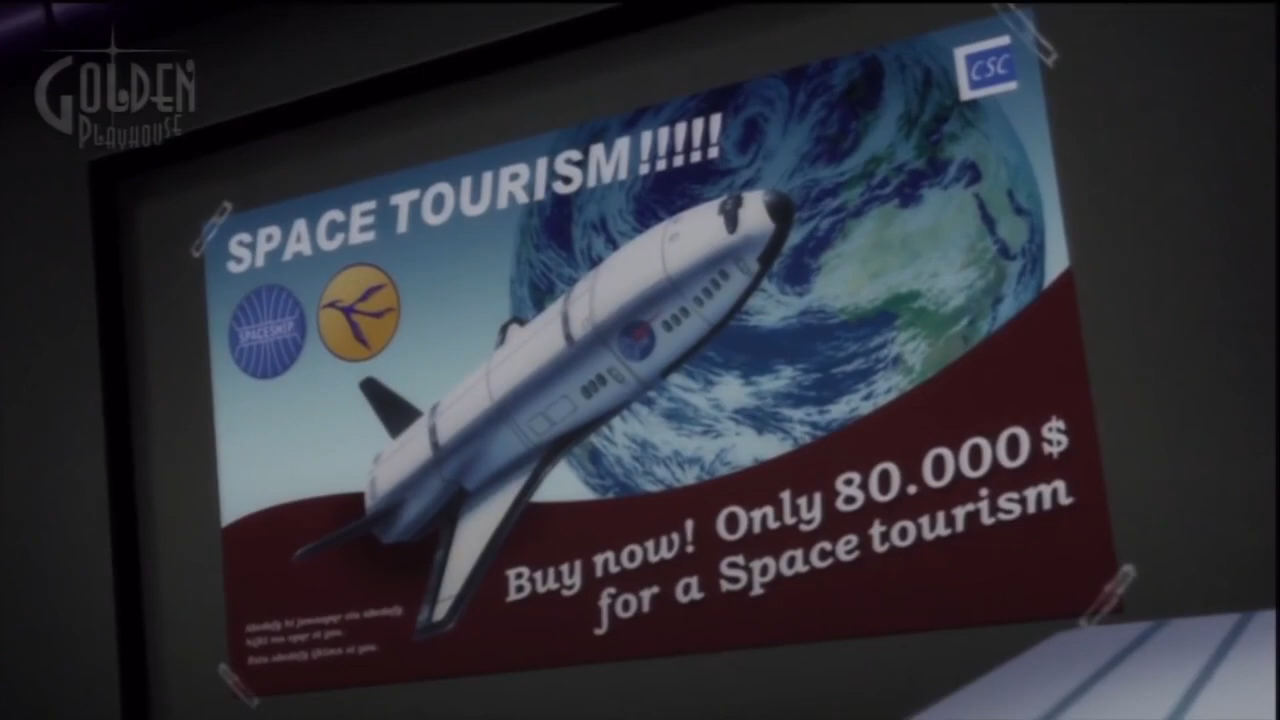 GOLDEN
PLAYHOUSE
CSC
SPACE TOURISM!!!!!
SPACESHIP
Buy now! Only 80.000 $
for a Space tourism